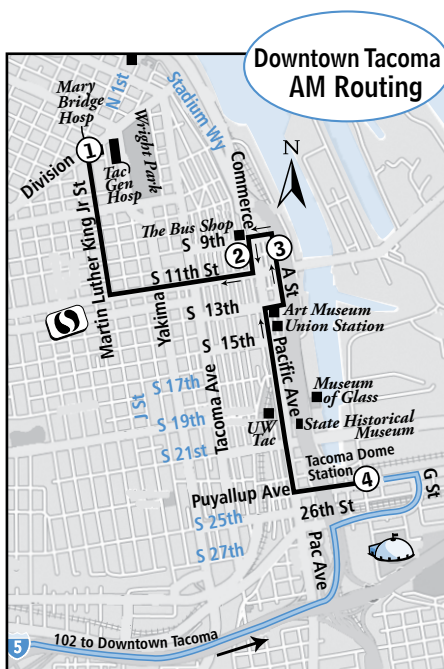 Downtown Tacoma
AM Routing
Mary
Bridge
Hosp
N 1st
Stadium Wy
1
Division
Wright Park
Tac
Gen
Hosp
Martin Luther King Jr St
Commerce
N
The Bus Shop
S 9th
2
3
S 11th St
A St
S
Yakima
S 13th
Art Museum
Union Station
S 15th
Tacoma Ave
Pacific Ave
S 17th
J St
Museum
of Glass
S 19th
UW
Tac
State Historical
Museum
S 21st
Tacoma Dome
Station
4
G St
Puyallup Ave
26th St
S 25th
S 27th
Pac Ave
5
102 to Downtown Tacoma